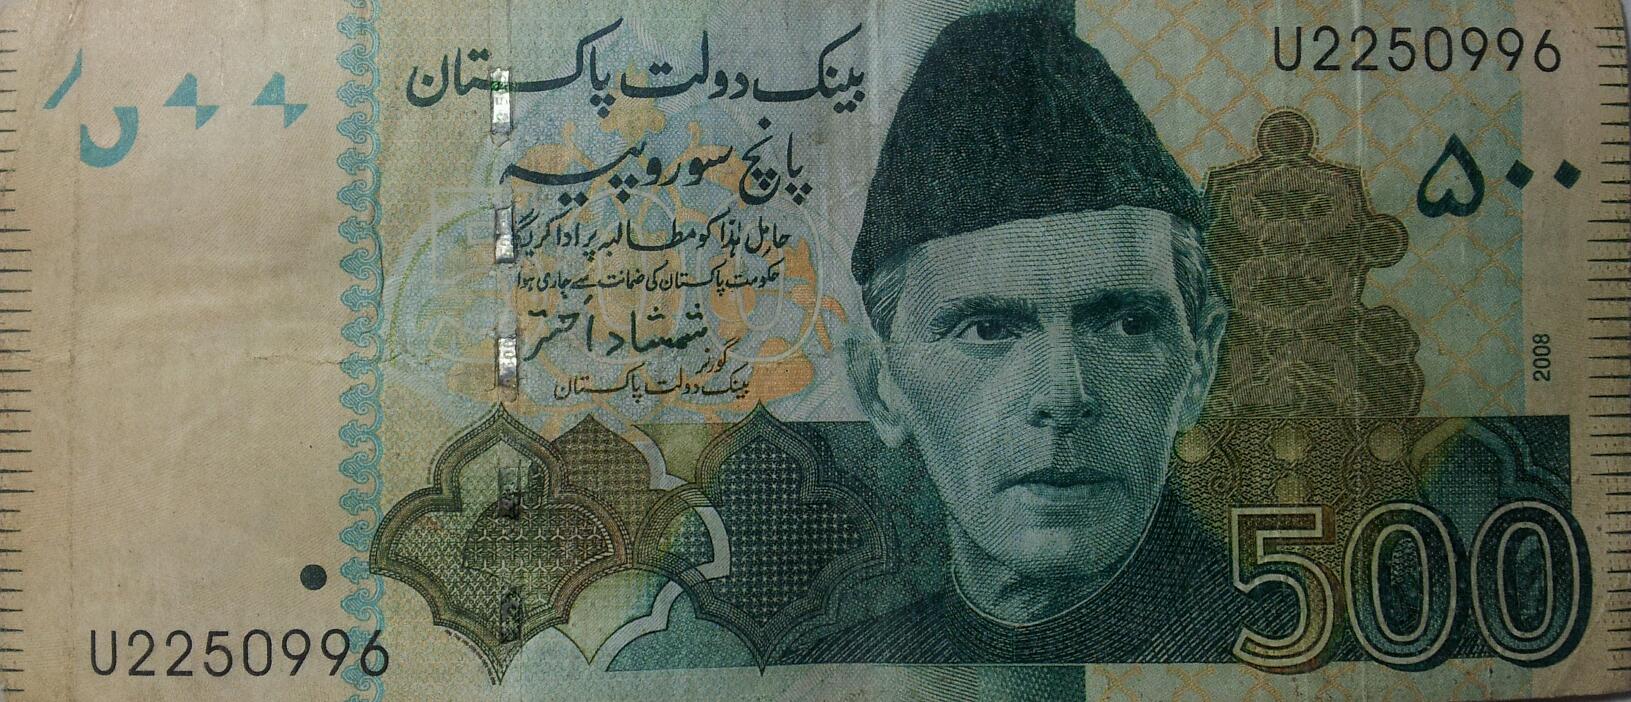 U2250996
بینک دولت پاکستان
۵۰۰
پانچ سو روپیہ
حامل ہٰذا کو مطالبہ پر ادا کریگا
حکومتِ پاکستان کی ضمانت سے جاری ہوا
شمشاد اختر
گورنر
بینک دولت پاکستان
2008
500
U2250996